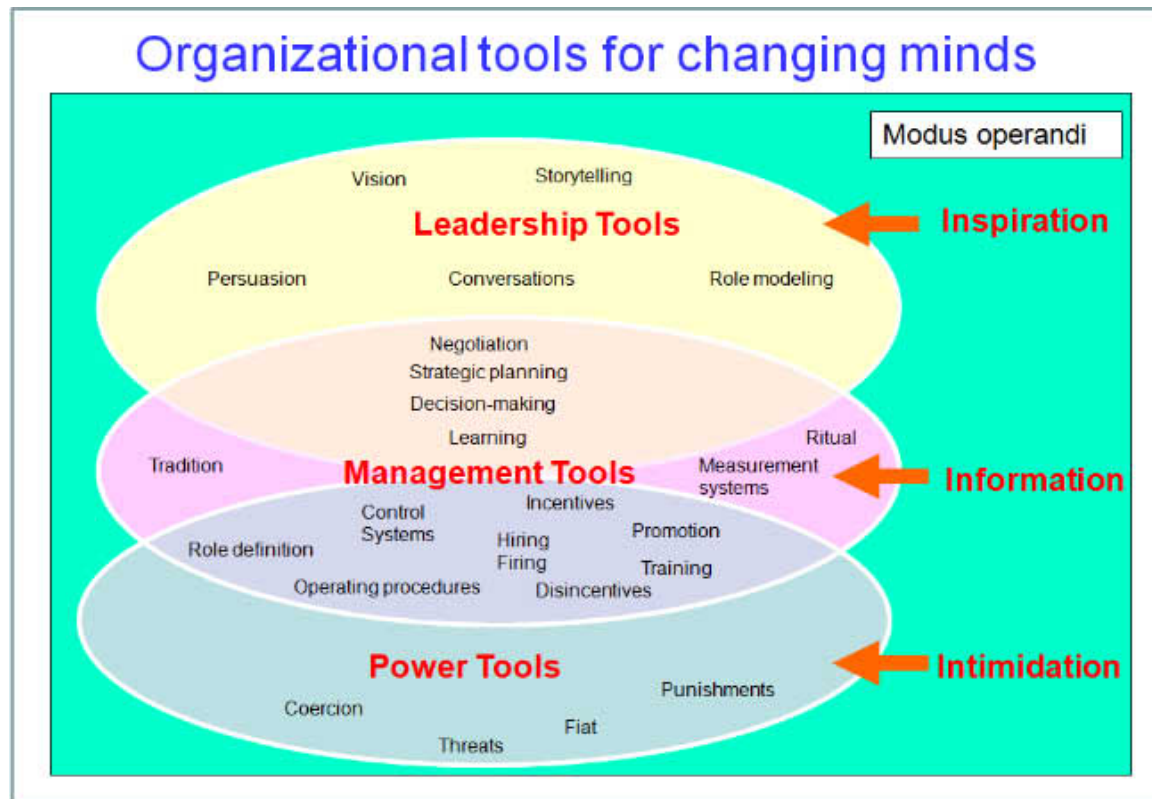 Organizational tools for changing minds
Modus operandi
Vision
Storytelling
Leadership Tools
Inspiration
Persuasion
Conversations
Role modeling
Negotiation
Strategic planning
Decision-making
Learning
Ritual
Tradition
Management Tools
Measurement
systems
Information
Incentives
Control
Systems
Promotion
Hiring
Firing
Role definition
Training
Operating procedures
Disincentives
Power Tools
Intimidation
Punishments
Coercion
Fiat
Threats